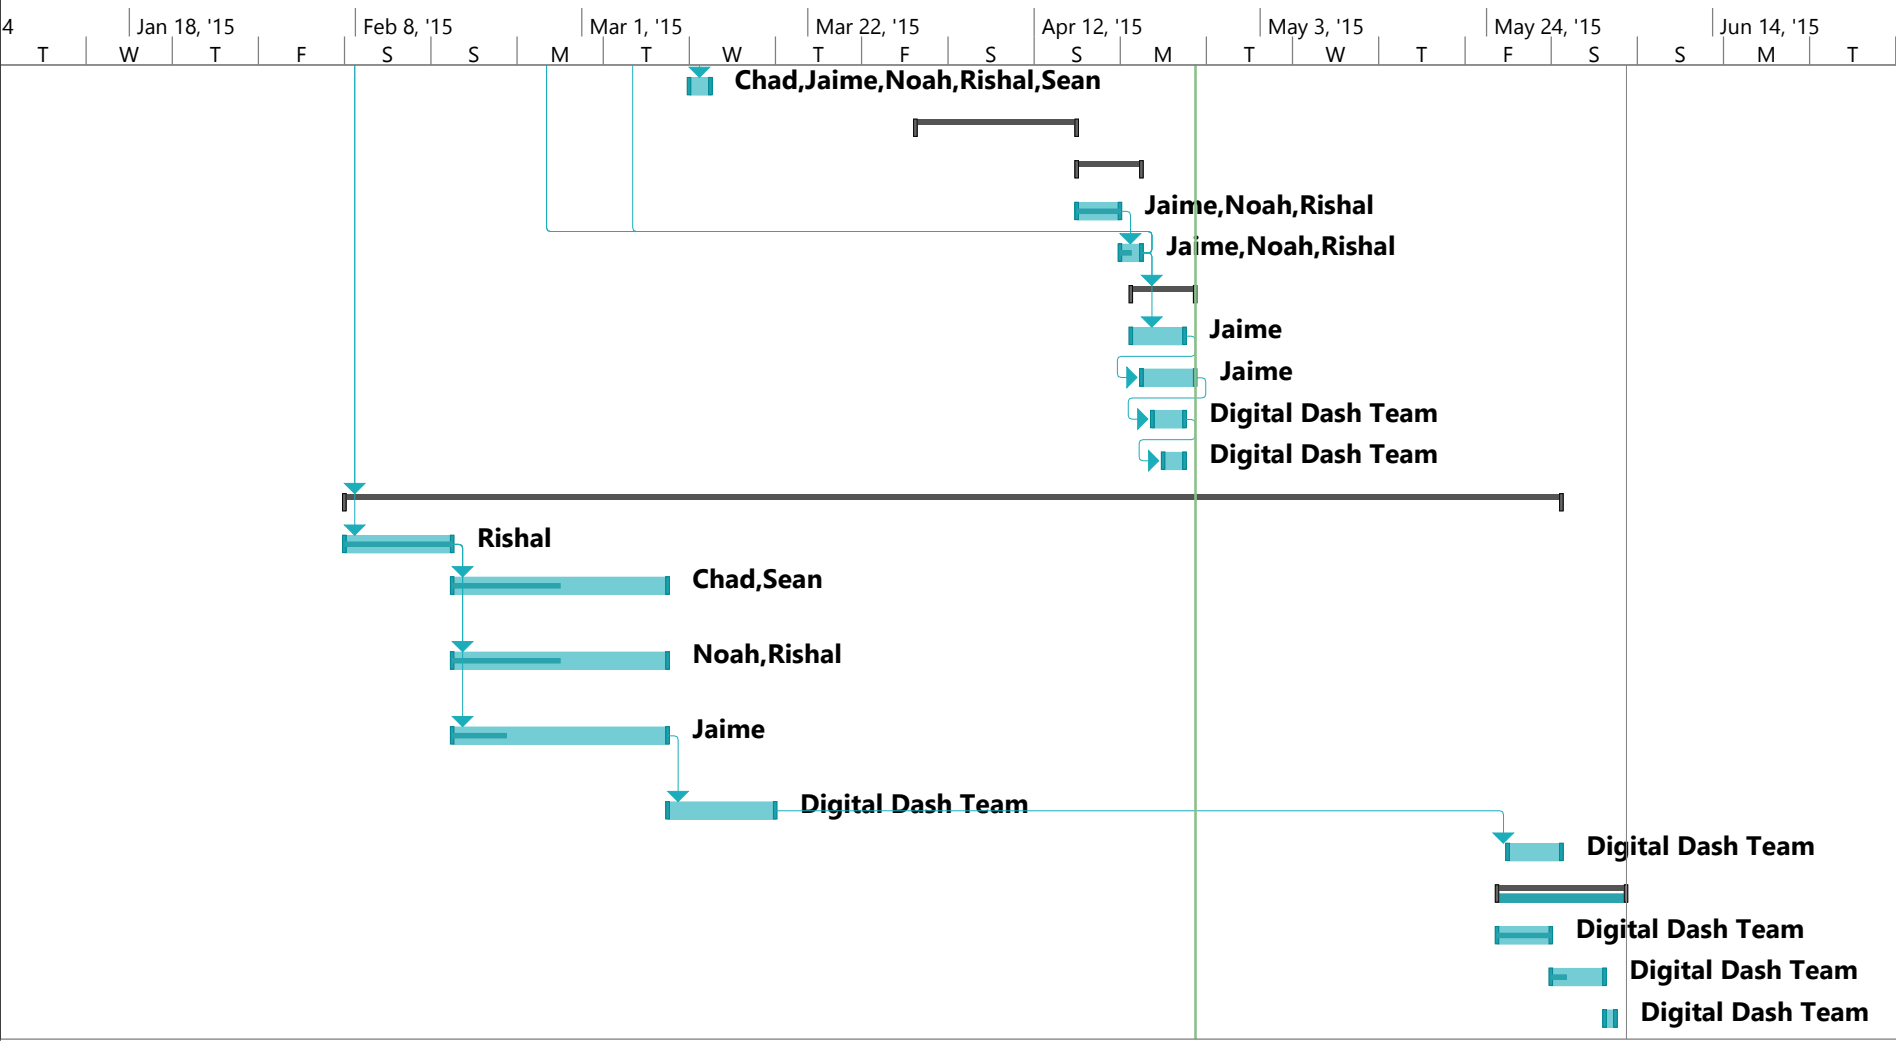 4 Jan 18, '15 Feb 8, '15 Mar 1, '15 Mar 22, '15 Apr 12, '15 May 3, '15 May 24, '15 Jun 14, '15
T W T F S S M T W T F S S M T W T F S S M T
Chad,Jaime,Noah,Rishal,Sean
Jaime,Noah,Rishal
Jaime,Noah,Rishal
Jaime
Jaime
Digital Dash Team
Digital Dash Team
Rishal
Chad,Sean
Noah,Rishal
Jaime
Digital Dash Team
Digital Dash Team
Digital Dash Team
Digital Dash Team
Digital Dash Team